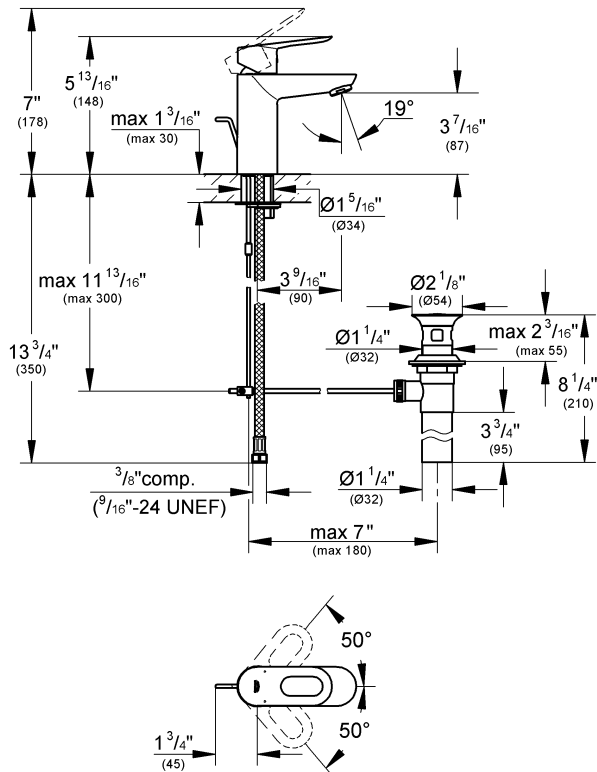 7"
(178)
5 13/16"
(148)
max 1 3/16"
(max 30)
19°
3 7/16"
(87)
Ø1 5/16"
(Ø34)
max 11 13/16"
(max 300)
3 9/16"
(90)
Ø2 1/8"
(Ø54)
Ø1 1/4"
(Ø32)
max 2 3/16"
(max 55)
13 3/4"
(350)
8 1/4"
(210)
3 3/4"
(95)
3/8"comp.
(9/16"-24 UNEF)
Ø1 1/4"
(Ø32)
max 7"
(max 180)
50°
50°
1 3/4"
(45)